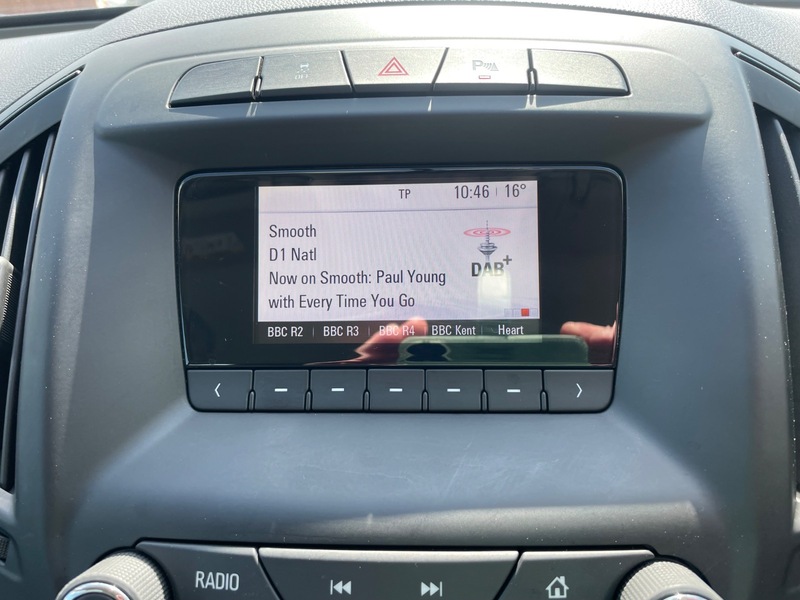 OFF
P
TP 10:46 16°
Smooth
D1 Natl
Now on Smooth: Paul Young
with Every Time You Go
DAB+
BBC R2 BBC R3 BBC R4 BBC Kent Heart
RADIO